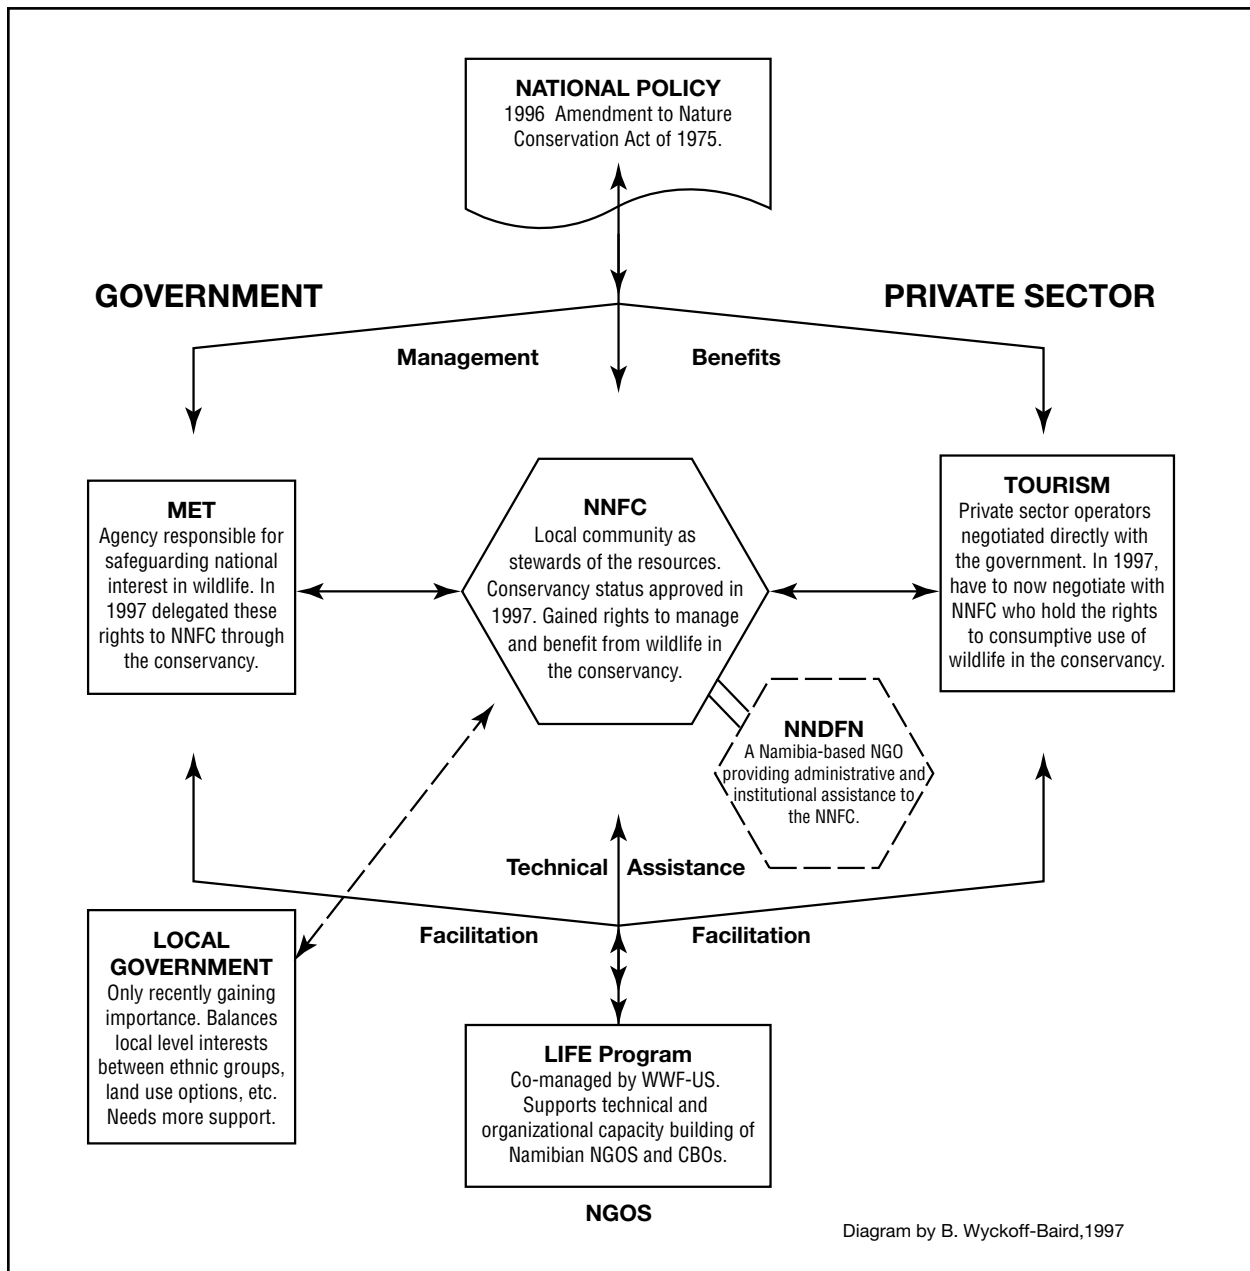 NATIONAL POLICY
1996 Amendment to Nature
Conservation Act of 1975.
GOVERNMENT
PRIVATE SECTOR
Management
Benefits
MET
Agency responsible for
safeguarding national
interest in wildlife. In
1997 delegated these
rights to NNFC through
the conservancy.
NNFC
Local community as
stewards of the resources.
Conservancy status approved in
1997. Gained rights to manage
and benefit from wildlife in
the conservancy.
TOURISM
Private sector operators
negotiated directly with
the government. In 1997,
have to now negotiate with
NNFC who hold the rights
to consumptive use of
wildlife in the conservancy.
NNDFN
A Namibia-based NGO
providing administrative and
institutional assistance to
the NNFC.
Technical Assistance
Facilitation
Facilitation
LOCAL
GOVERNMENT
Only recently gaining
importance. Balances
local level interests
between ethnic groups,
land use options, etc.
Needs more support.
LIFE Program
Co-managed by WWF-US.
Supports technical and
organizational capacity building of
Namibian NGOS and CBOs.
NGOS
Diagram by B. Wyckoff-Baird,1997